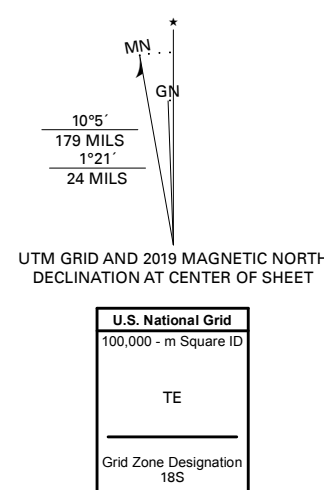 ★
MN
GN
10°5´
179 MILS
1°21´
24 MILS
UTM GRID AND 2019 MAGNETIC NORTH
DECLINATION AT CENTER OF SHEET
U.S. National Grid
100,000 - m Square ID
TE
Grid Zone Designation
18S